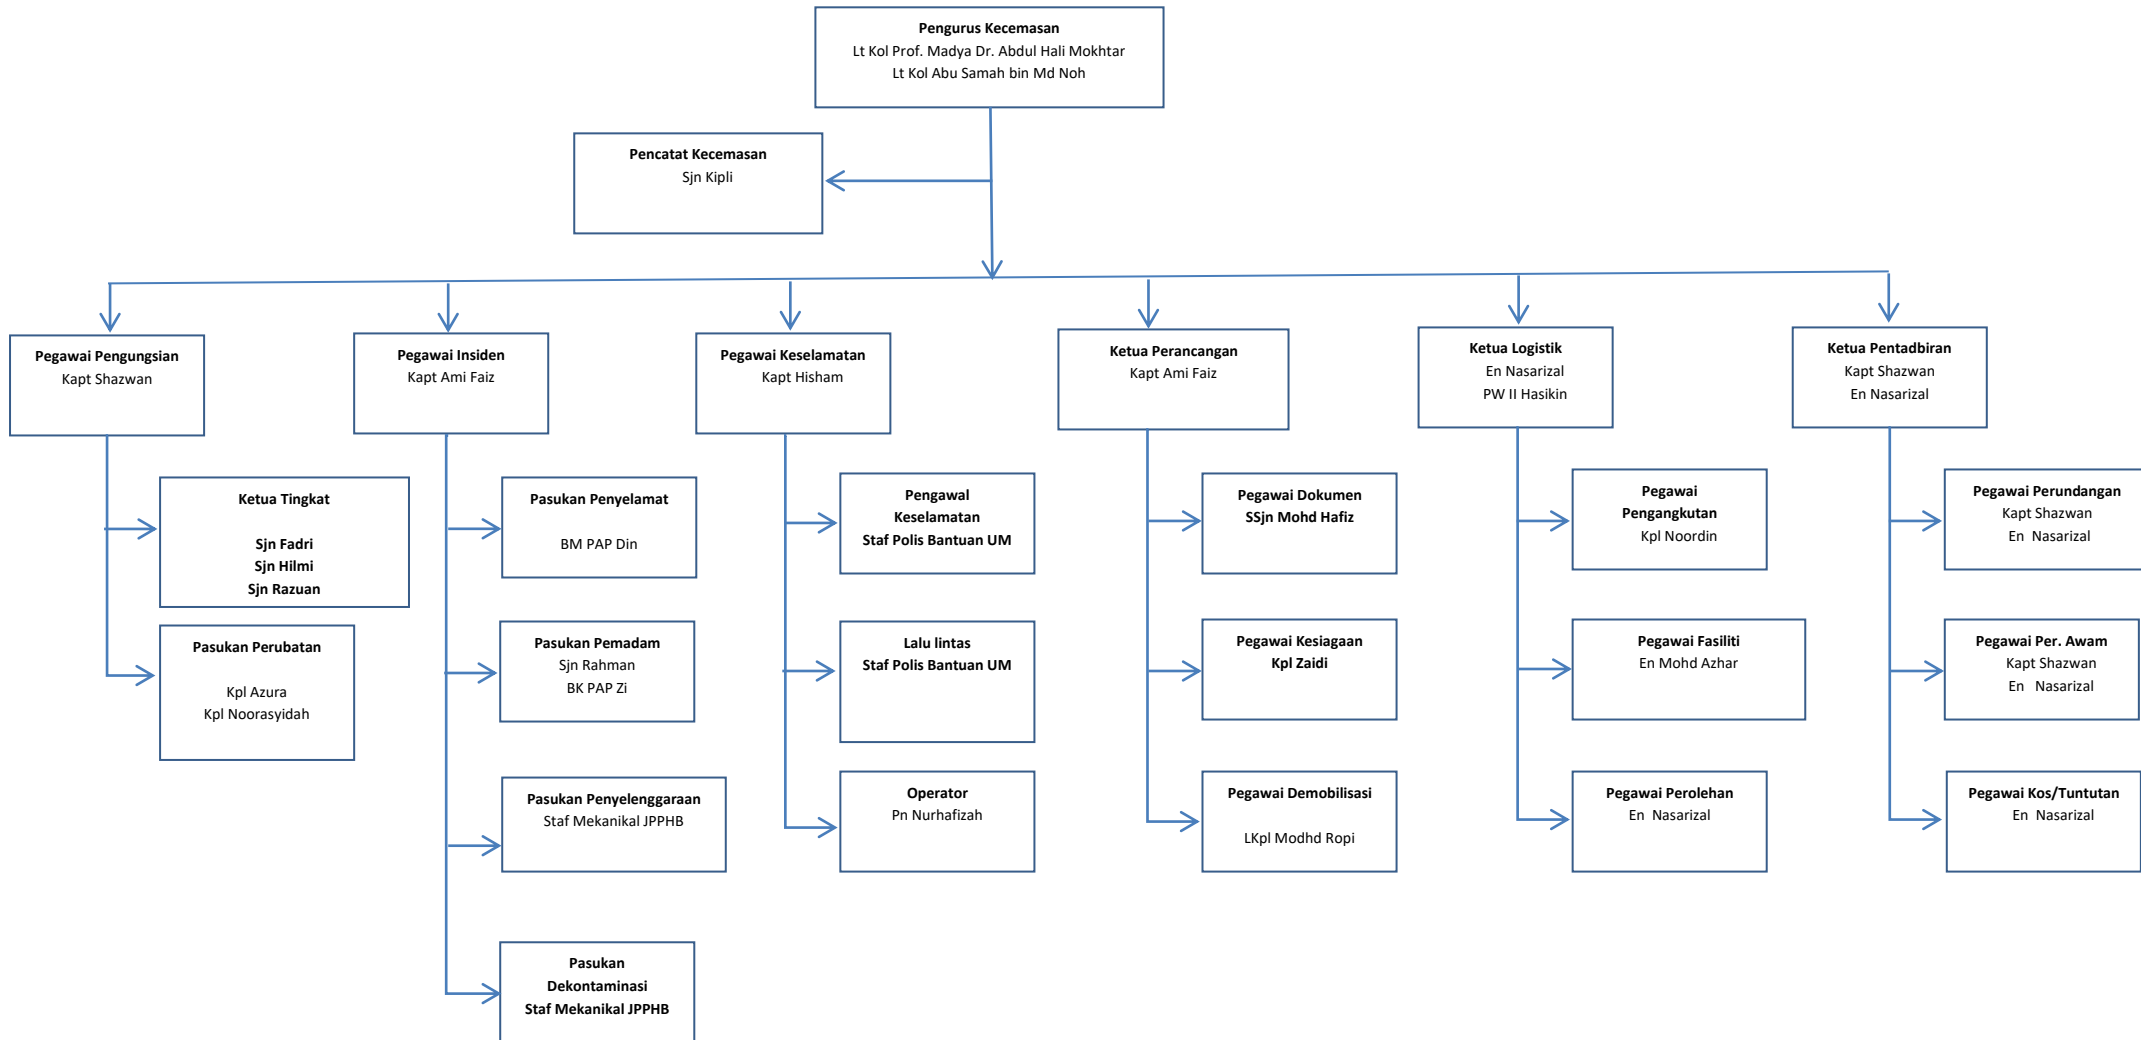 Pengurus Kecemasan
Lt Kol Prof. Madya Dr. Abdul Hali Mokhtar
Lt Kol Abu Samah bin Md Noh
Pencatat Kecemasan
Sjn Kipli
Pegawai Pengungsian
Kapt Shazwan
Pegawai Insiden
Kapt Ami Faiz
Pegawai Keselamatan
Kapt Hisham
Ketua Perancangan
Kapt Ami Faiz
Ketua Logistik
En Nasarizal
PW II Hasikin
Ketua Pentadbiran
Kapt Shazwan
En Nasarizal
Ketua Tingkat
Sjn Fadri
Sjn Hilmi
Sjn Razuan
Pasukan Perubatan
Kpl Azura
Kpl Noorasyidah
Pasukan Penyelamat
BM PAP Din
Pasukan Pemadam
Sjn Rahman
BK PAP Zi
Pasukan Penyelenggaraan
Staf Mekanikal JPPHB
Pasukan
Dekontaminasi
Staf Mekanikal JPPHB
Pengawal
Keselamatan
Staf Polis Bantuan UM
Lalu lintas
Staf Polis Bantuan UM
Operator
Pn Nurhafizah
Pegawai Dokumen
SSjn Mohd Hafiz
Pegawai Kesiagaan
Kpl Zaidi
Pegawai Demobilisasi
LKpl Modhd Ropi
Pegawai
Pengangkutan
Kpl Noordin
Pegawai Fasiliti
En Mohd Azhar
Pegawai Perolehan
En Nasarizal
Pegawai Perundangan
Kapt Shazwan
En Nasarizal
Pegawai Per. Awam
Kapt Shazwan
En Nasarizal
Pegawai Kos/Tuntutan
En Nasarizal